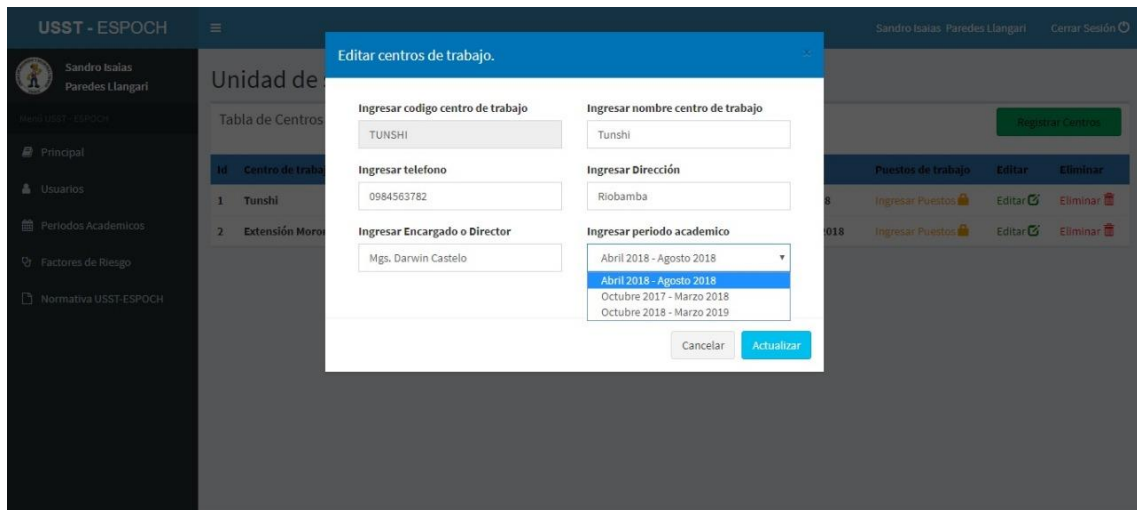 USST - ESPOCH
Sandro Isaias Paredes Llangari
Cerrar Sesión
Sandro Isaias
Paredes Llangari
Menú USST - ESPOCH
Principal
Usuarios
Periodos Academicos
Factores de Riesgo
Normativa USST-ESPOCH
Unidad de
Tabla de Centros
Registrar Centros
Id Centro de Puestos de trabajo Editar Eliminar
1 Tunshi 8 Ingresar Puestos Editar Eliminar
2 Extensión 2018 Ingresar Puestos Editar Eliminar
Editar centros de trabajo.
×
Ingresar codigo centro de trabajo
TUNSHI
Ingresar nombre centro de trabajo
Tunshi
Ingresar telefono
0984563782
Ingresar Dirección
Riobamba
Ingresar Encargado o Director
Mgs. Darwin Castelo
Ingresar periodo academico
Abril 2018 - Agosto 2018
Abril 2018 - Agosto 2018
Octubre 2017 - Marzo 2018
Octubre 2018 - Marzo 2019
Cancelar
Actualizar